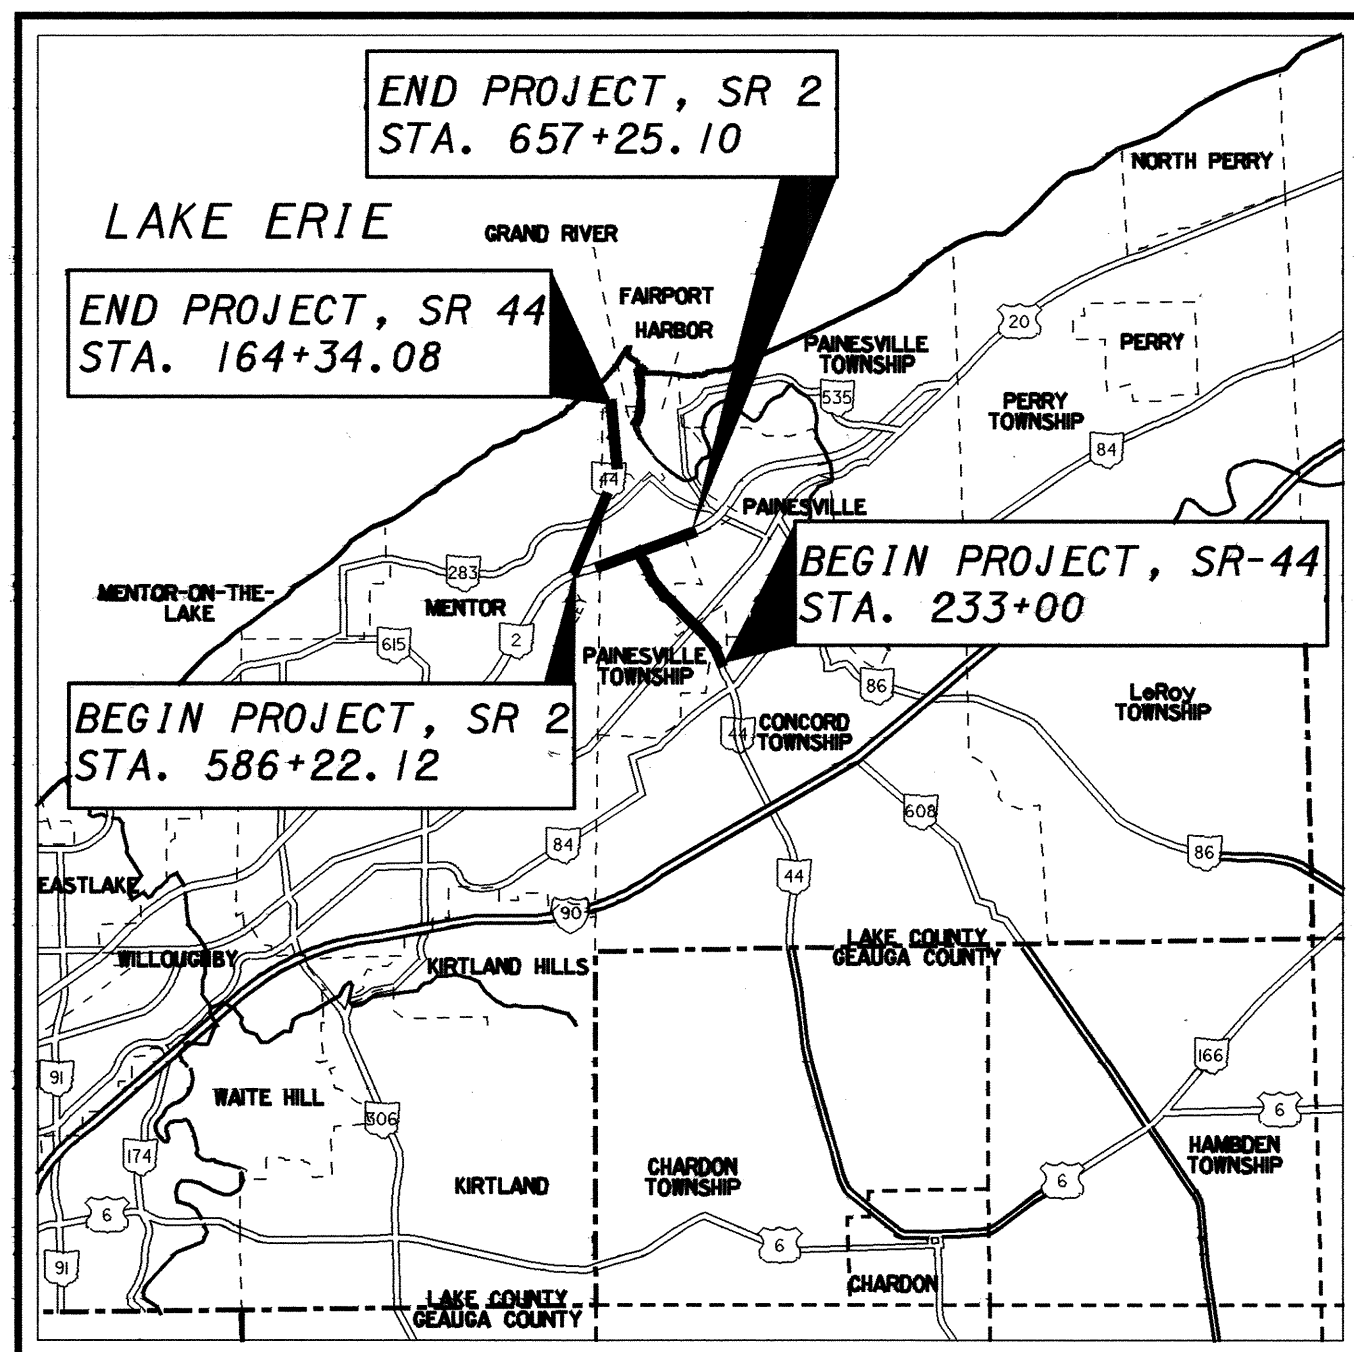 END PROJECT, SR 2
STA. 657+25.10
NORTH PERRY
LAKE ERIE
GRAND RIVER
END PROJECT, SR 44
STA. 164+34.08
FAIRPORT
HARBOR
20
PAINESVILLE
TOWNSHIP
PERRY
535
PERRY
TOWNSHIP
84
44
PAINESVILLE
BEGIN PROJECT, SR-44
STA. 233+00
283
MENTOR-ON-THE-
LAKE
MENTOR
615
2
PAINESVILLE
TOWNSHIP
86
LeRoy
TOWNSHIP
BEGIN PROJECT, SR 2
STA. 586+22.12
44
CONCORD
TOWNSHIP
608
84
86
44
EASTLAKE
90
LAKE COUNTY
GEAUGA COUNTY
WILLOUGHBY
KIRTLAND HILLS
166
91
WAITE HILL
306
6
174
CHARDON
TOWNSHIP
HAMBDEN
TOWNSHIP
KIRTLAND
6
6
6
91
CHARDON
LAKE COUNTY
GEAUGA COUNTY